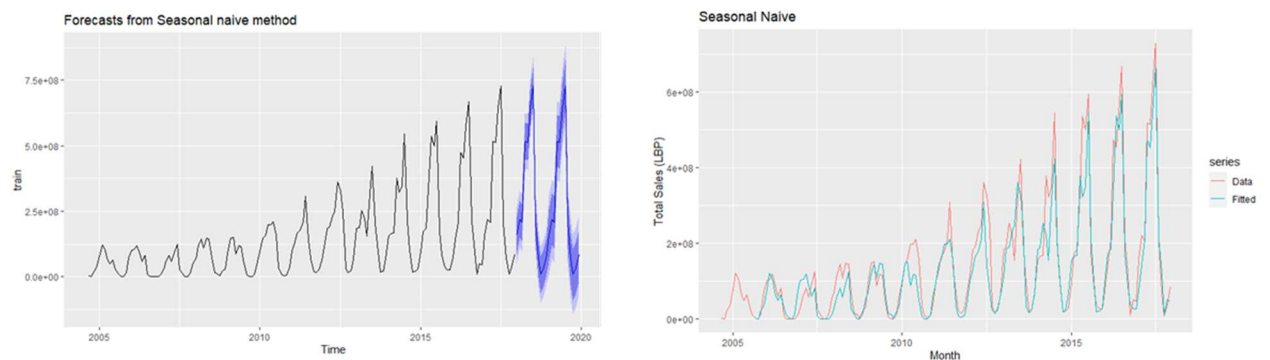 Forecasts from Seasonal naive method
train
7.5e+08
5.0e+08
2.5e+08
0.0e+00
2005
2010
2015
2020
Time
Seasonal Naive
Total Sales (LBP)
6e+08
4e+08
2e+08
0e+00
2005
2010
2015
Month
series
Data
Fitted